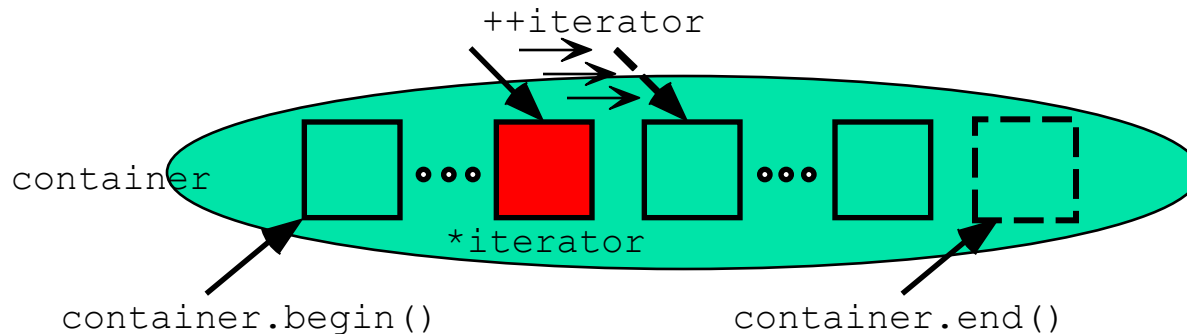 ++iterator
container
*iterator
container.begin()
container.end()